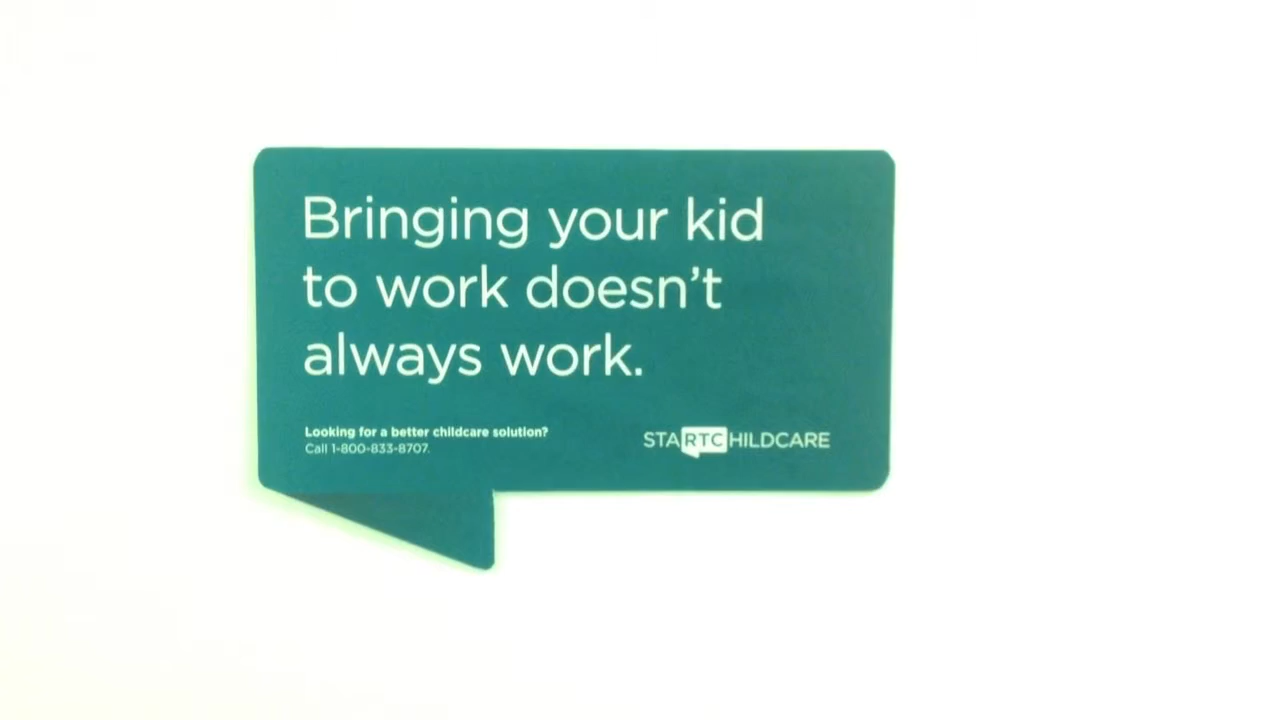 Bringing your kid
to work doesn't
always work.
Looking for a better childcare solution?
Call 1-800-833-8707.
STARTCHILDCARE